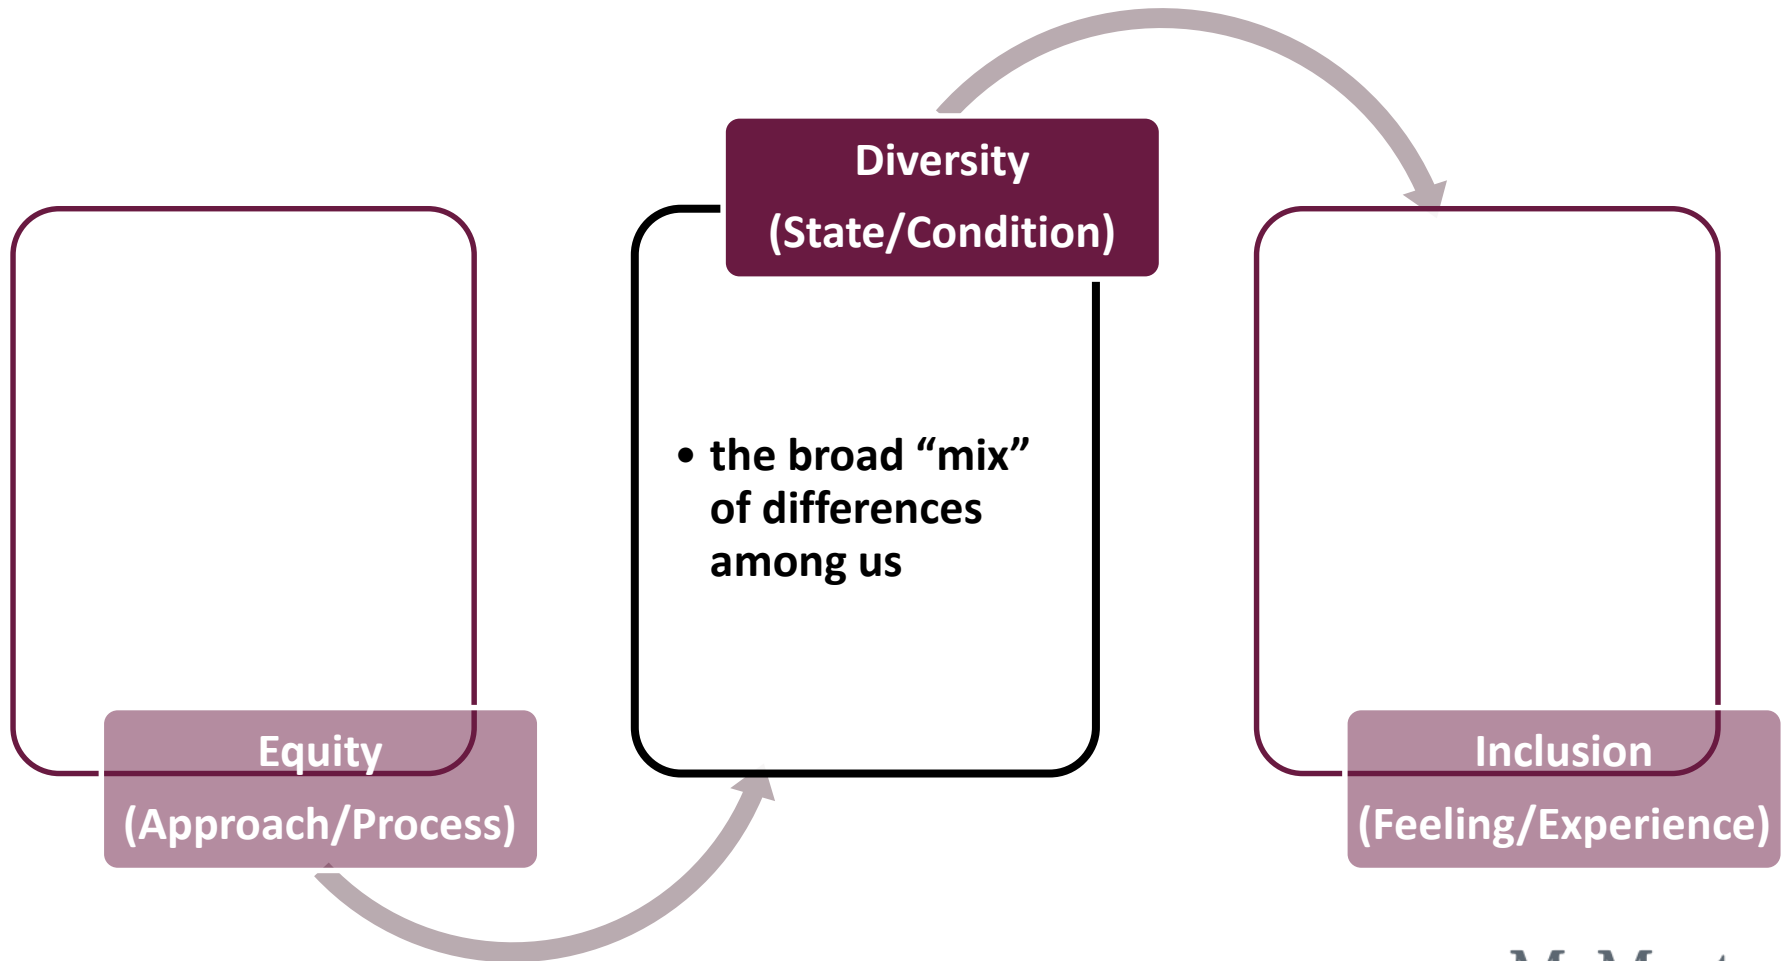 Diversity
(State/Condition)
• the broad “mix”
of differences
among us
Equity
(Approach/Process)
Inclusion
(Feeling/Experience)